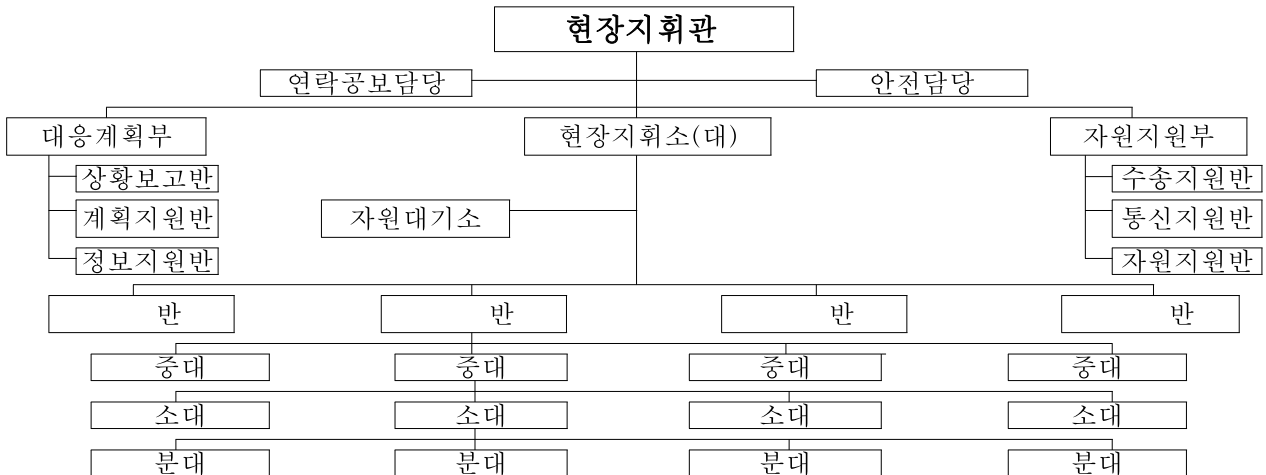 현장지휘관
연락공보담당 안전담당
대응계획부 현장지휘소(대) 자원지원부
상황보고반 수송지원반
계획지원반 자원대기소 통신지원반
정보지원반 자원지원반
반 반 반 반
중대 중대 중대 중대
소대 소대 소대 소대
분대 분대 분대 분대